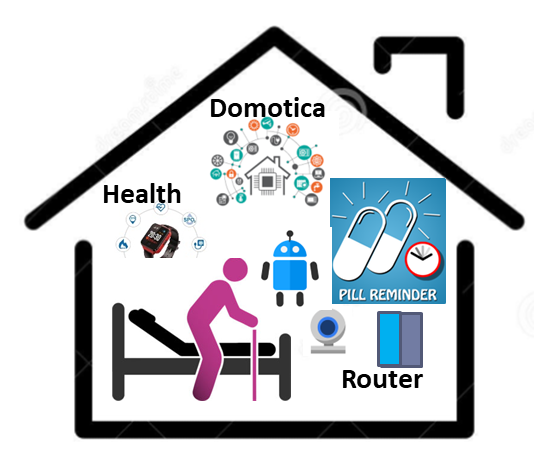 Domotica
Health
PILL REMINDER
Router